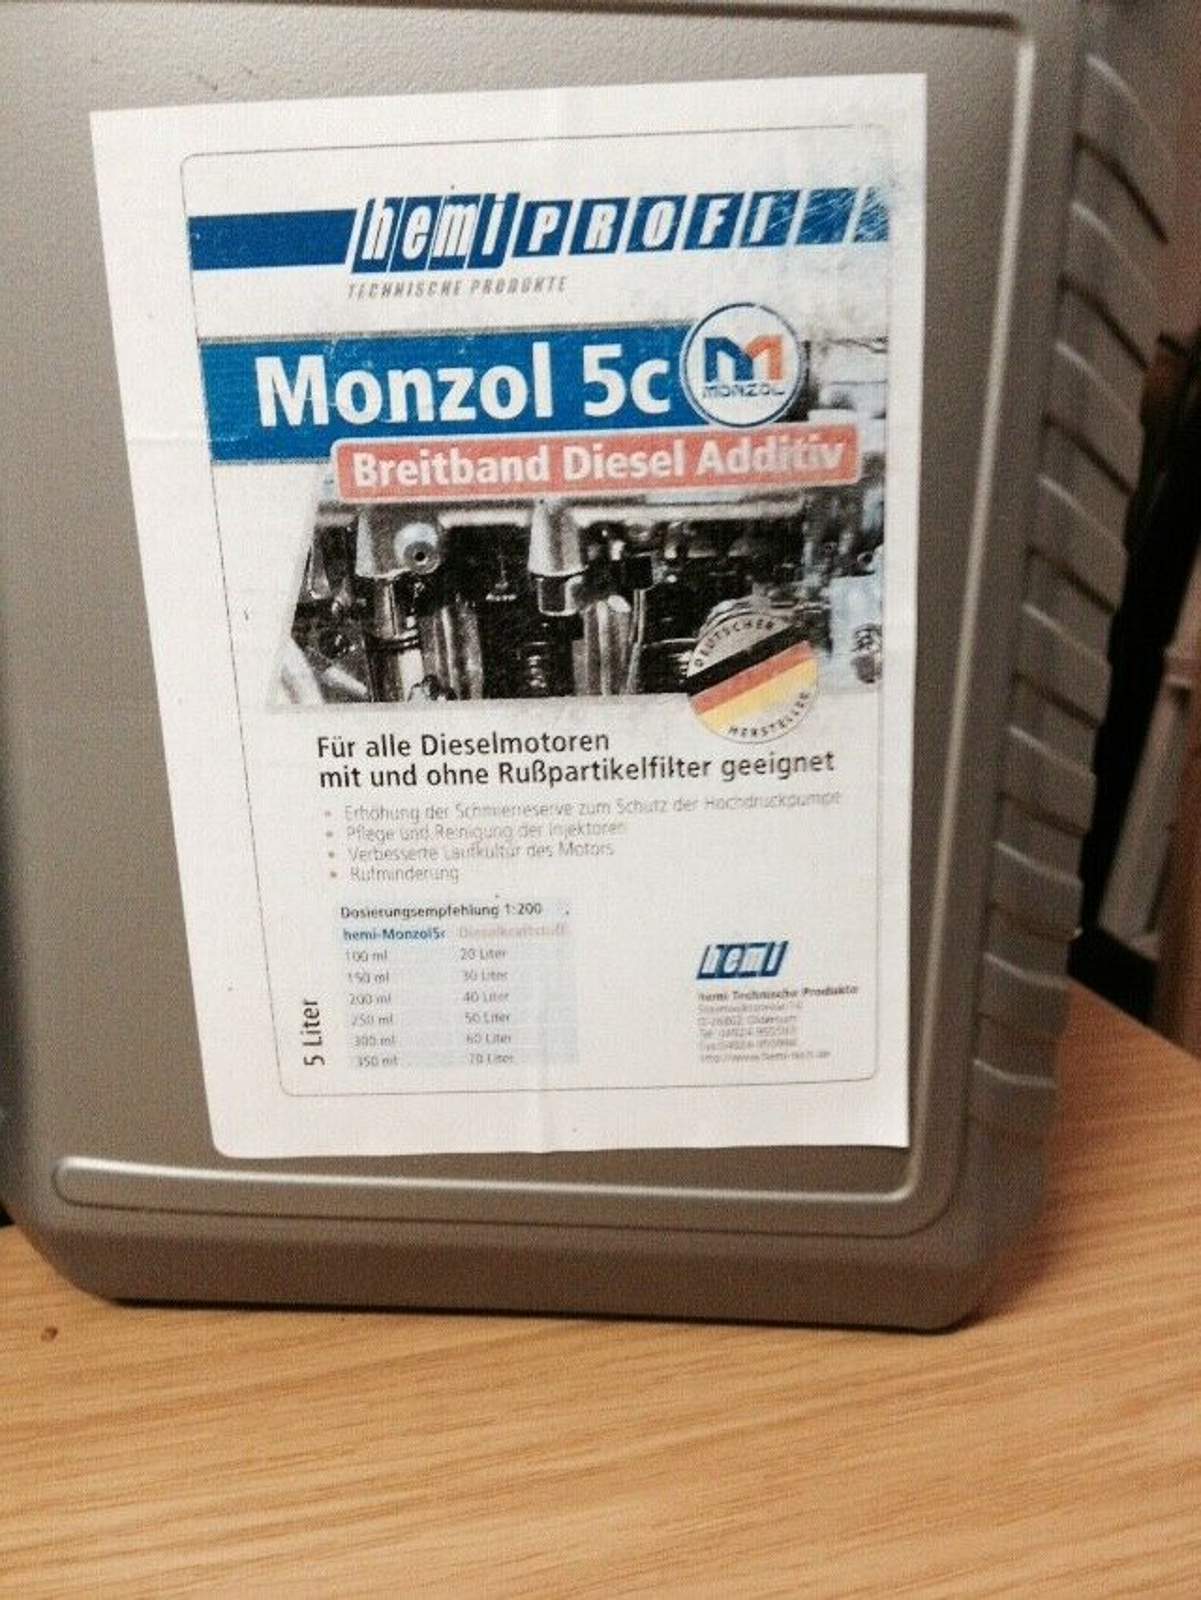 hemi PROFI
TECHNISCHE PRODUKTE
Monzol 5c
MONZOL
Breitband Diesel Additiv
DEUTSCHER
HERSTELLER
Für alle Dieselmotoren
mit und ohne Rußpartikelfilter geeignet
• Erhöhung der Schmierreserve zum Schutz der Hochdruckpumpe
• Pflege und Reinigung der Injektoren
• Verbesserte Laufkultur des Motors
• Rußminderung
Dosierungsempfehlung 1:200
hemi-Monzol5c Dieselkraftstoff
100 ml 20 Liter
150 ml 30 Liter
200 ml 40 Liter
250 ml 50 Liter
300 ml 60 Liter
350 ml 70 Liter
5 Liter
hemi
hemi Technische Produkte